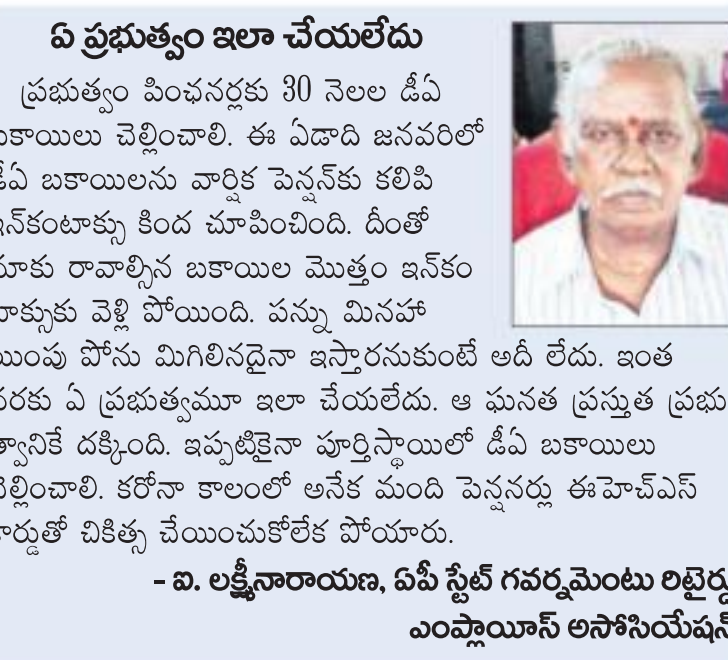 ఏ ప్రభుత్వం ఇలా చేయలేదు
ప్రభుత్వం పింఛనర్లకు 30 నెలల డీఏ
బకాయిలు చెల్లించాలి. ఈ ఏడాది జనవరిలో
డీఏ బకాయిలను వార్షిక పెన్షన్‌కు కలిపి
ఇన్‌కంటాక్సు కింద చూపించింది. దీంతో
మాకు రావాల్సిన బకాయిల మొత్తం ఇన్‌కం
టాక్సుకు వెళ్లి పోయింది. పన్ను మినహా
యింపు పోను మిగిలినదైనా ఇస్తారనుకుంటే అదీ లేదు. ఇంత
వరకు ఏ ప్రభుత్వమూ ఇలా చేయలేదు. ఆ ఘనత ప్రస్తుత ప్రభు
త్వానికే దక్కింది. ఇప్పటికైనా పూర్తిస్థాయిలో డీఏ బకాయిలు
చెల్లించాలి. కరోనా కాలంలో అనేక మంది పెన్షనర్లు ఈహెచ్ఎస్
కార్డుతో చికిత్స చేయించుకోలేక పోయారు.
- ఐ. లక్ష్మీనారాయణ, ఏపీ స్టేట్ గవర్నమెంటు రిటైర్డు
ఎంప్లాయీస్ అసోసియేషన్